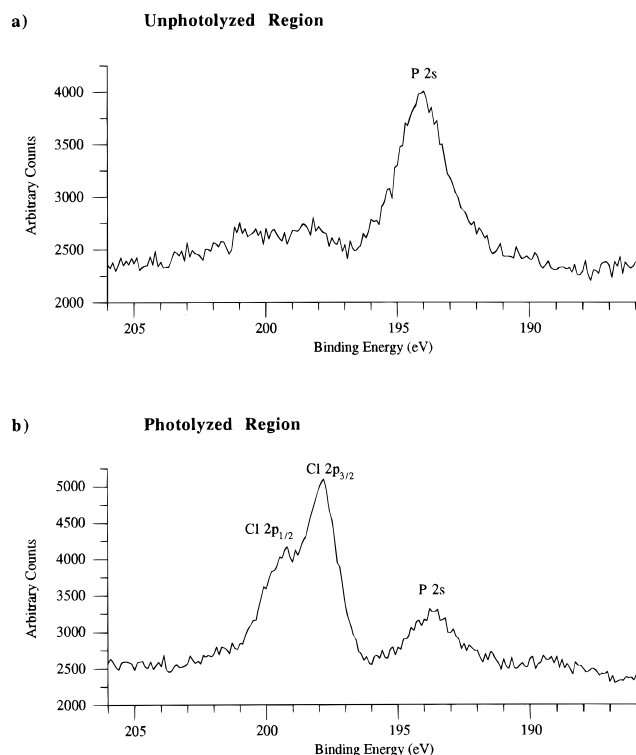 a) Unphotolyzed Region
P 2s
4000
3500
3000
2500
2000
Arbitrary Counts
205 200 195 190
Binding Energy (eV)
b) Photolyzed Region
Cl 2p3/2
Cl 2p1/2
P 2s
5000
4500
4000
3500
3000
2500
2000
Arbitrary Counts
205 200 195 190
Binding Energy (eV)